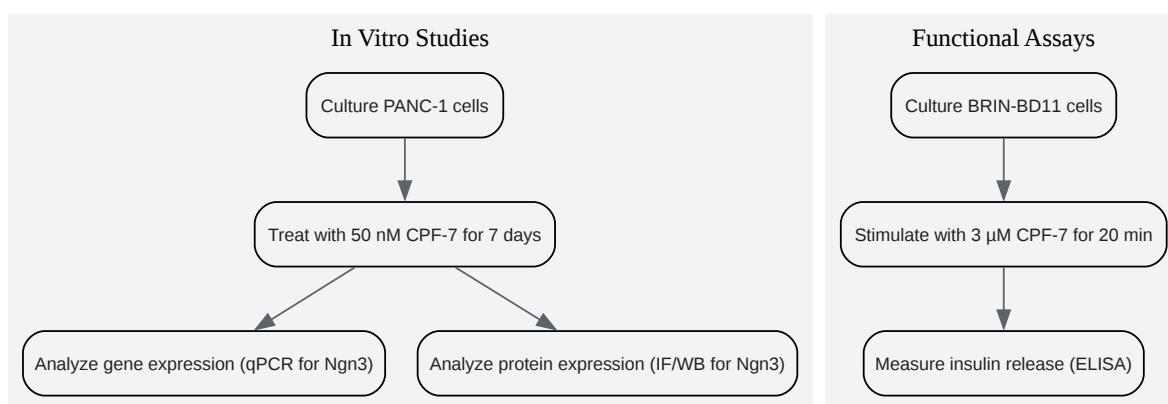 In Vitro Studies
Culture PANC-1 cells
Treat with 50 nM CPF-7 for 7 days
Analyze gene expression (qPCR for Ngn3)
Analyze protein expression (IF/WB for Ngn3)
Functional Assays
Culture BRIN-BD11 cells
Stimulate with 3 µM CPF-7 for 20 min
Measure insulin release (ELISA)